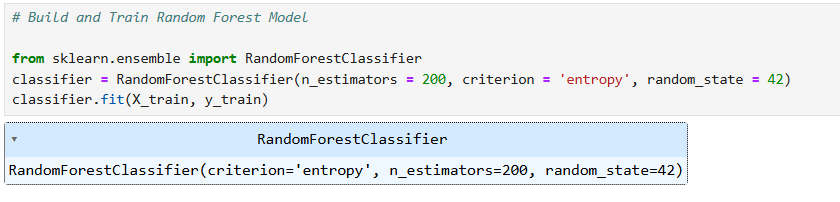 # Build and Train Random Forest Model
from sklearn.ensemble import RandomForestClassifier
classifier = RandomForestClassifier(n_estimators = 200, criterion = 'entropy', random_state = 42)
classifier.fit(X_train, y_train)
▾ RandomForestClassifier
RandomForestClassifier(criterion='entropy', n_estimators=200, random_state=42)